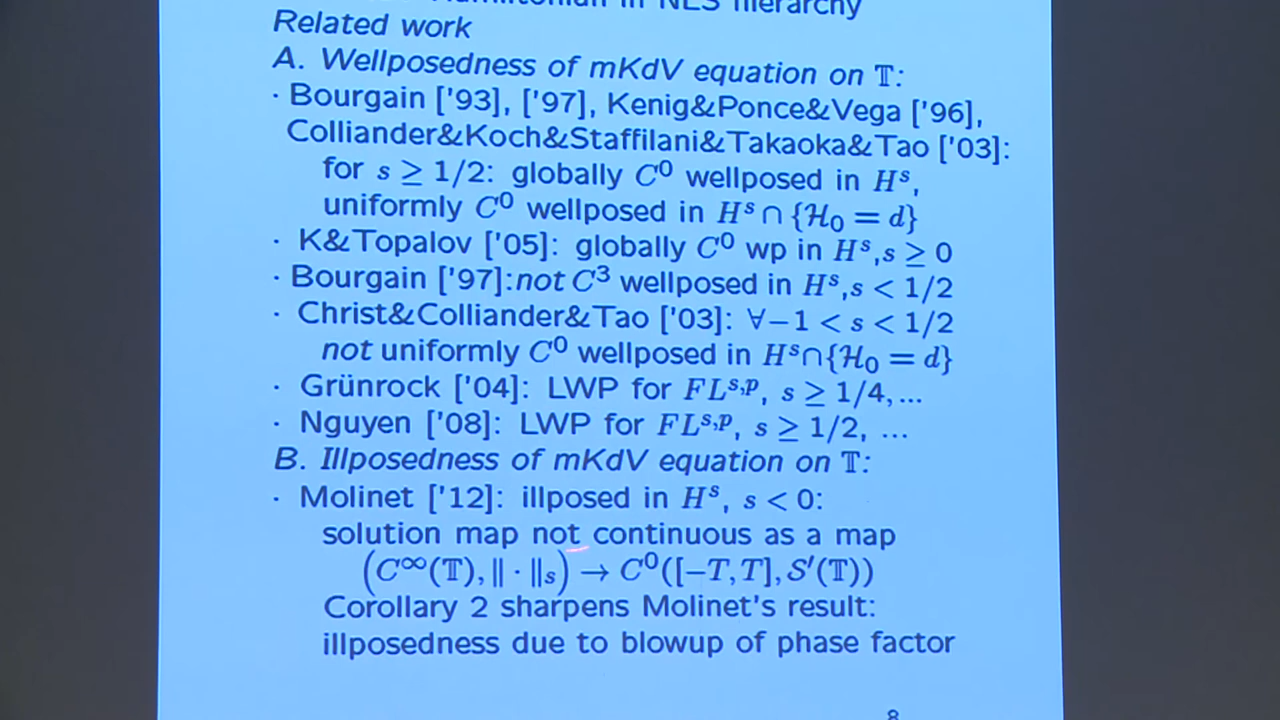 Hamiltonian in NLS hierarchy
Related work
A. Wellposedness of mKdV equation on 𝕋:
· Bourgain ['93], ['97], Kenig&Ponce&Vega ['96],
Colliander&Koch&Staffilani&Takaoka&Tao ['03]:
for s ≥ 1/2: globally C⁰ wellposed in Hˢ,
uniformly C⁰ wellposed in Hˢ ∩ {ℋ₀ = d}
· K&Topalov ['05]: globally C⁰ wp in Hˢ,s ≥ 0
· Bourgain ['97]:not C³ wellposed in Hˢ,s < 1/2
· Christ&Colliander&Tao ['03]: ∀−1 < s < 1/2
not uniformly C⁰ wellposed in Hˢ∩{ℋ₀ = d}
· Grünrock ['04]: LWP for FLˢ,ᵖ, s ≥ 1/4,...
· Nguyen ['08]: LWP for FLˢ,ᵖ, s ≥ 1/2, ...
B. Illposedness of mKdV equation on 𝕋:
· Molinet ['12]: illposed in Hˢ, s < 0:
solution map not continuous as a map
(C^∞(𝕋), ‖ · ‖ₛ) → C⁰([−T, T], 𝒮′(𝕋))
Corollary 2 sharpens Molinet's result:
illposedness due to blowup of phase factor
8